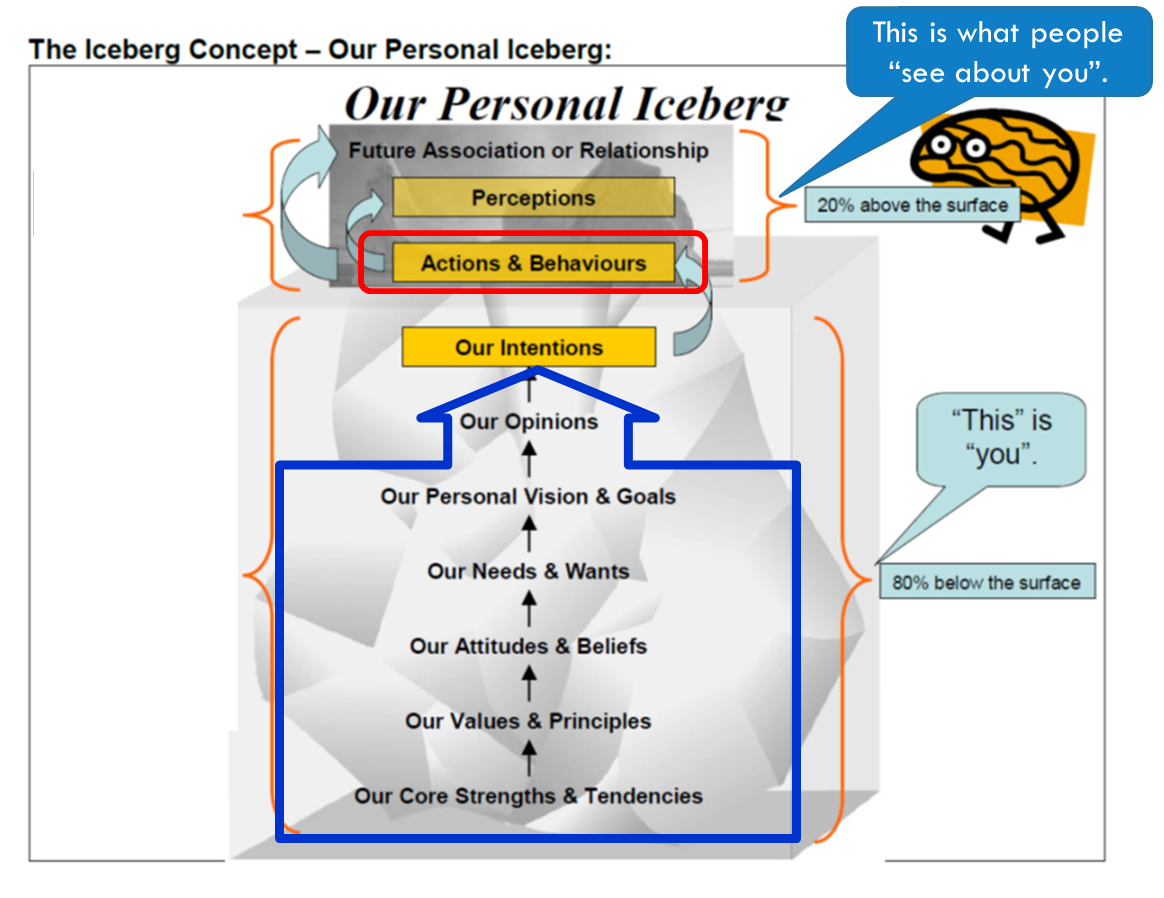 This is what people
“see about you”.
The Iceberg Concept – Our Personal Iceberg:
Our Personal Iceberg
Future Association or Relationship
Perceptions
20% above the surface
Actions & Behaviours
Our Intentions
Our Opinions
“This” is
“you”.
Our Personal Vision & Goals
Our Needs & Wants
80% below the surface
Our Attitudes & Beliefs
Our Values & Principles
Our Core Strengths & Tendencies